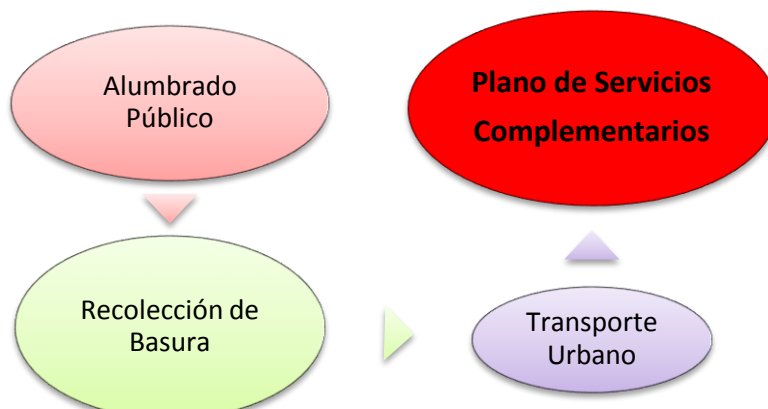 Alumbrado
Público
Plano de Servicios
Complementarios
Recolección de
Basura
Transporte
Urbano